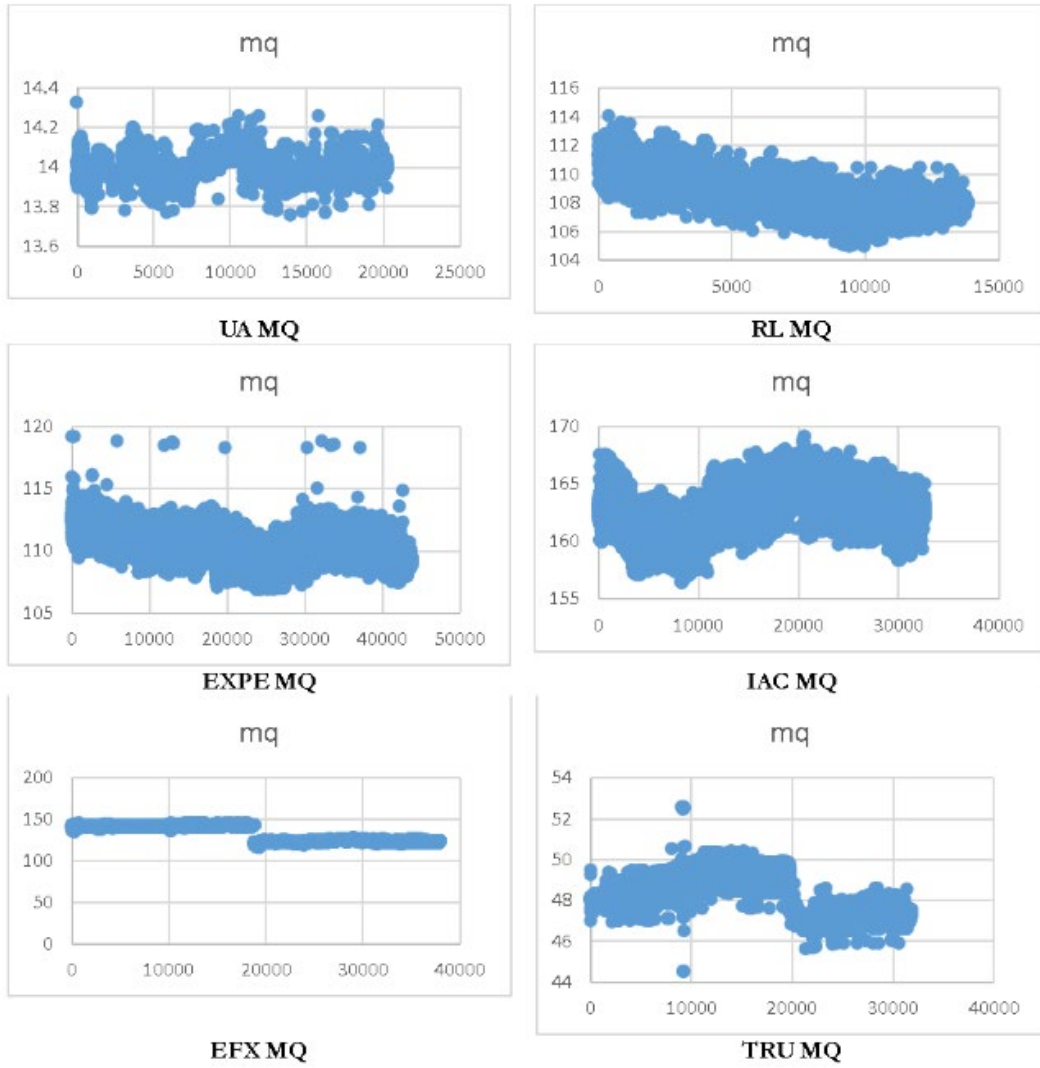 mq
14.4
14.2
14
13.8
13.6
0 5000 10000 15000 20000 25000
UA MQ
mq
116
114
112
110
108
106
104
0 5000 10000 15000
RL MQ
mq
120
115
110
105
0 10000 20000 30000 40000 50000
EXPE MQ
mq
170
165
160
155
0 10000 20000 30000 40000
IAC MQ
mq
200
150
100
50
0
0 10000 20000 30000 40000
EFX MQ
mq
54
52
50
48
46
44
0 10000 20000 30000 40000
TRU MQ